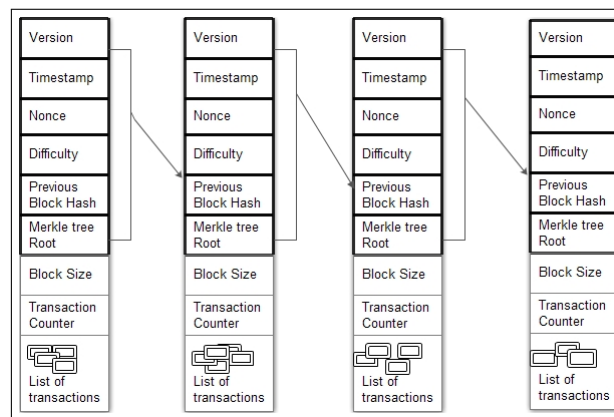 Version
Timestamp
Nonce
Difficulty
Previous
Block Hash
Merkle tree
Root
Block Size
Transaction
Counter
List of
transactions
Version
Timestamp
Nonce
Difficulty
Previous
Block Hash
Merkle tree
Root
Block Size
Transaction
Counter
List of
transactions
Version
Timestamp
Nonce
Difficulty
Previous
Block Hash
Merkle tree
Root
Block Size
Transaction
Counter
List of
transactions
Version
Timestamp
Nonce
Difficulty
Previous
Block Hash
Merkle tree
Root
Block Size
Transaction
Counter
List of
transactions